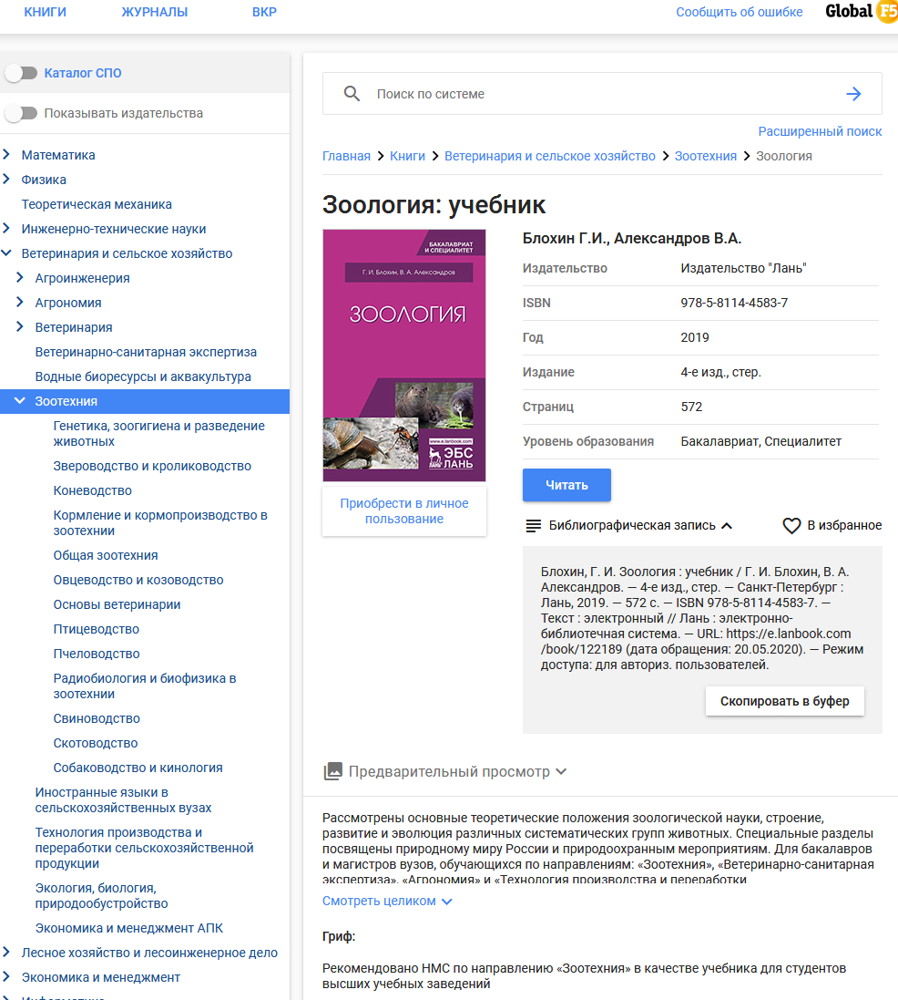 КНИГИ
ЖУРНАЛЫ
ВКР
Сообщить об ошибке
Global F5
Каталог СПО
Показывать издательства
Математика
Физика
Теоретическая механика
Инженерно-технические науки
Ветеринария и сельское хозяйство
Агроинженерия
Агрономия
Ветеринария
Ветеринарно-санитарная экспертиза
Водные биоресурсы и аквакультура
Зоотехния
Генетика, зоогигиена и разведение
животных
Звероводство и кролиководство
Коневодство
Кормление и кормопроизводство в
зоотехнии
Общая зоотехния
Овцеводство и козоводство
Основы ветеринарии
Птицеводство
Пчеловодство
Радиобиология и биофизика в
зоотехнии
Свиноводство
Скотоводство
Собаководство и кинология
Иностранные языки в
сельскохозяйственных вузах
Технология производства и
переработки сельскохозяйственной
продукции
Экология, биология,
природообустройство
Экономика и менеджмент АПК
Лесное хозяйство и лесоинженерное дело
Экономика и менеджмент
Поиск по системе
Расширенный поиск
Главная > Книги > Ветеринария и сельское хозяйство > Зоотехния > Зоология
Зоология: учебник
БАКАЛАВРИАТ
И СПЕЦИАЛИТЕТ
Г. И. Блохин, В. А. Александров
ЗООЛОГИЯ
www.e.lanbook.com
ЭБС
ЛАНЬ
Приобрести в личное
пользование
Блохин Г.И., Александров В.А.
Издательство Издательство "Лань"
ISBN 978-5-8114-4583-7
Год 2019
Издание 4-е изд., стер.
Страниц 572
Уровень образования Бакалавриат, Специалитет
Читать
Библиографическая запись
В избранное
Блохин, Г. И. Зоология : учебник / Г. И. Блохин, В. А.
Александров. — 4-е изд., стер. — Санкт-Петербург :
Лань, 2019. — 572 с. — ISBN 978-5-8114-4583-7. —
Текст : электронный // Лань : электронно-
библиотечная система. — URL: https://e.lanbook.com
/book/122189 (дата обращения: 20.05.2020). — Режим
доступа: для авториз. пользователей.
Скопировать в буфер
Предварительный просмотр
Рассмотрены основные теоретические положения зоологической науки, строение,
развитие и эволюция различных систематических групп животных. Специальные разделы
посвящены природному миру России и природоохранным мероприятиям. Для бакалавров
и магистров вузов, обучающихся по направлениям: «Зоотехния», «Ветеринарно-санитарная
экспертиза», «Агрономия» и «Технология производства и переработки
Смотреть целиком
Гриф:
Рекомендовано НМС по направлению «Зоотехния» в качестве учебника для студентов
высших учебных заведений